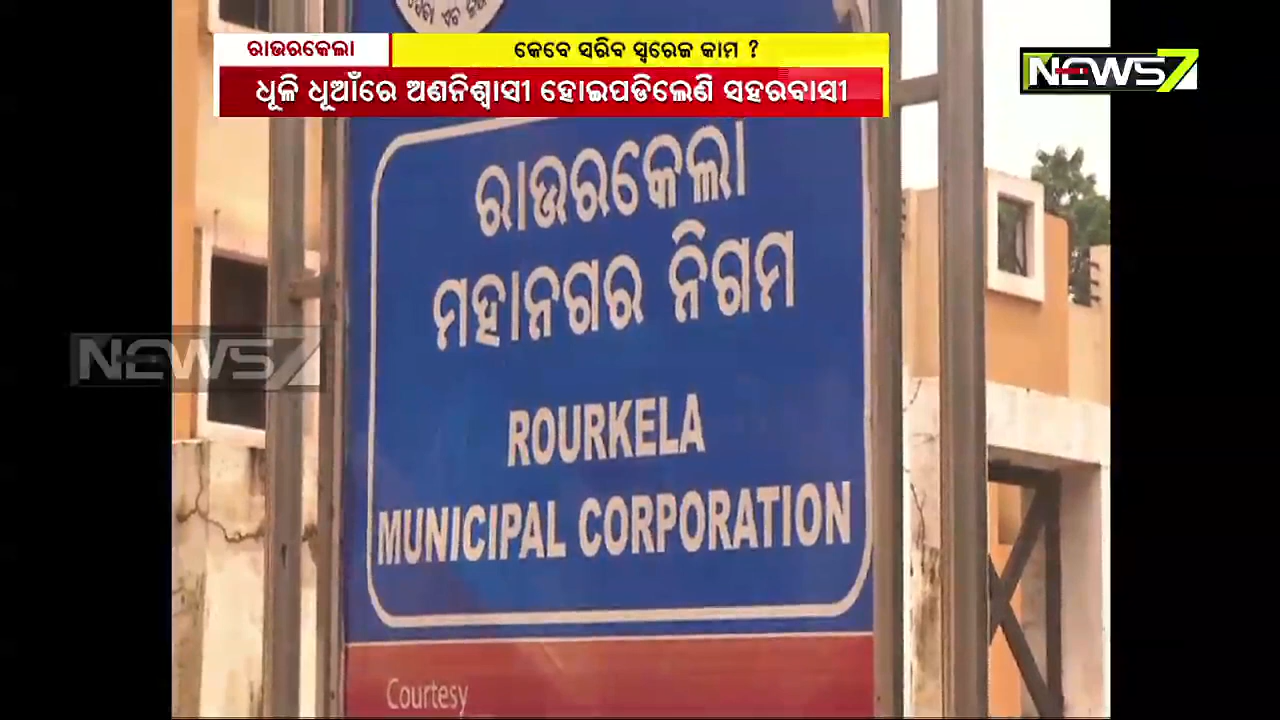 ରାଉରକେଲା
କେବେ ସରିବ ସ୍ୱରେଜ କାମ ?
ଧୂଳି ଧୂଆଁରେ ଅଣନିଶ୍ୱାସୀ ହୋଇପଡିଲେଣି ସହରବାସୀ
NEWS7
ରାଉରକେଲା
ମହାନଗର ନିଗମ
NEWS7
ROURKELA
MUNICIPAL CORPORATION
Courtesy